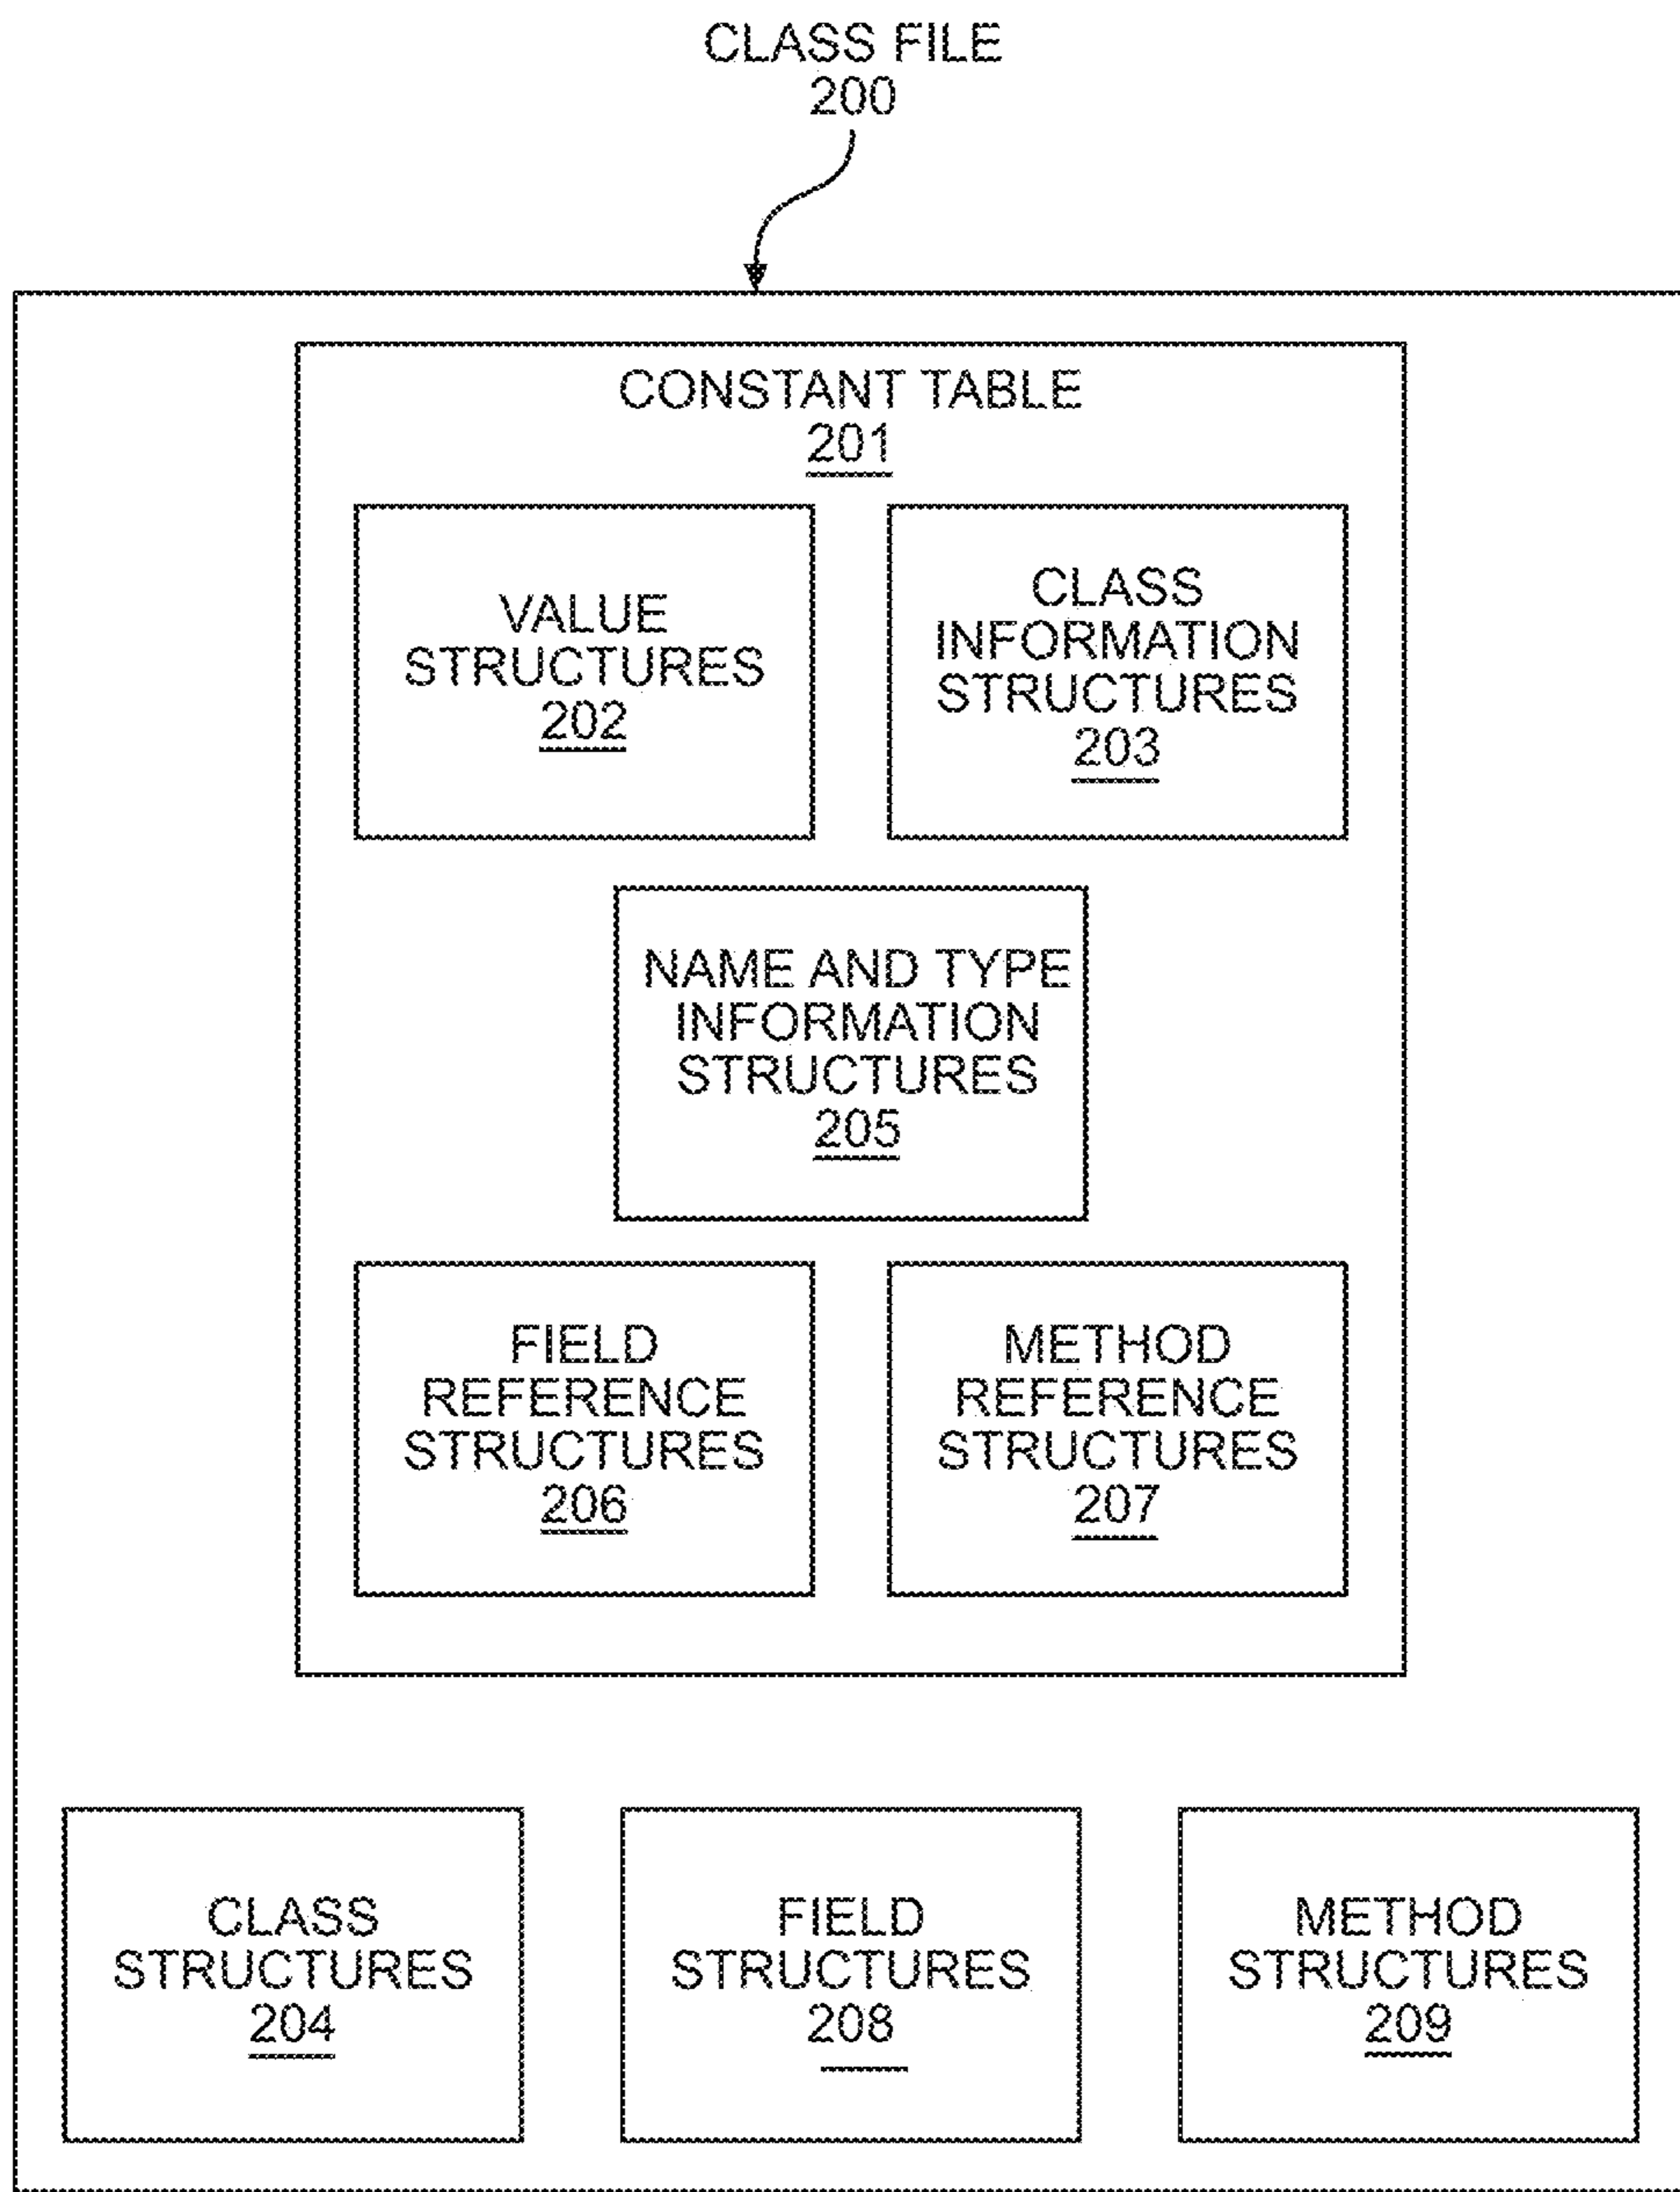 CLASS FILE
200
CONSTANT TABLE
201
VALUE
STRUCTURES
202
CLASS
INFORMATION
STRUCTURES
203
NAME AND TYPE
INFORMATION
STRUCTURES
205
FIELD
REFERENCE
STRUCTURES
206
METHOD
REFERENCE
STRUCTURES
207
CLASS
STRUCTURES
204
FIELD
STRUCTURES
208
METHOD
STRUCTURES
209